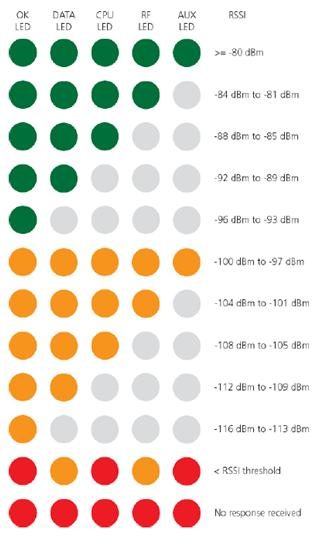 OK DATA CPU RF AUX RSSI
LED LED LED LED LED
>= -80 dBm
-84 dBm to -81 dBm
-88 dBm to -85 dBm
-92 dBm to -89 dBm
-96 dBm to -93 dBm
-100 dBm to -97 dBm
-104 dBm to -101 dBm
-108 dBm to -105 dBm
-112 dBm to -109 dBm
-116 dBm to -113 dBm
< RSSI threshold
No response received